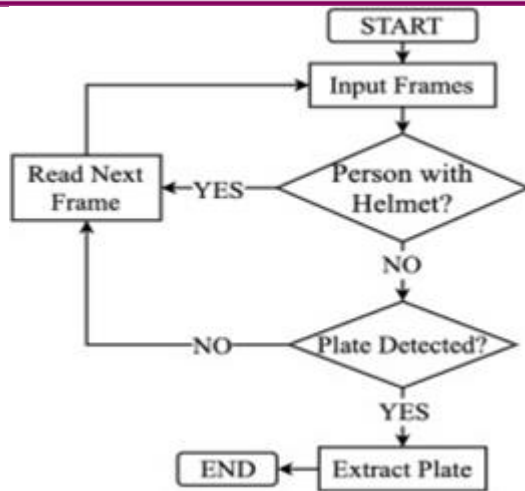 START
Input Frames
Person with
Helmet?
YES
Read Next
Frame
NO
Plate Detected?
NO
YES
Extract Plate
END